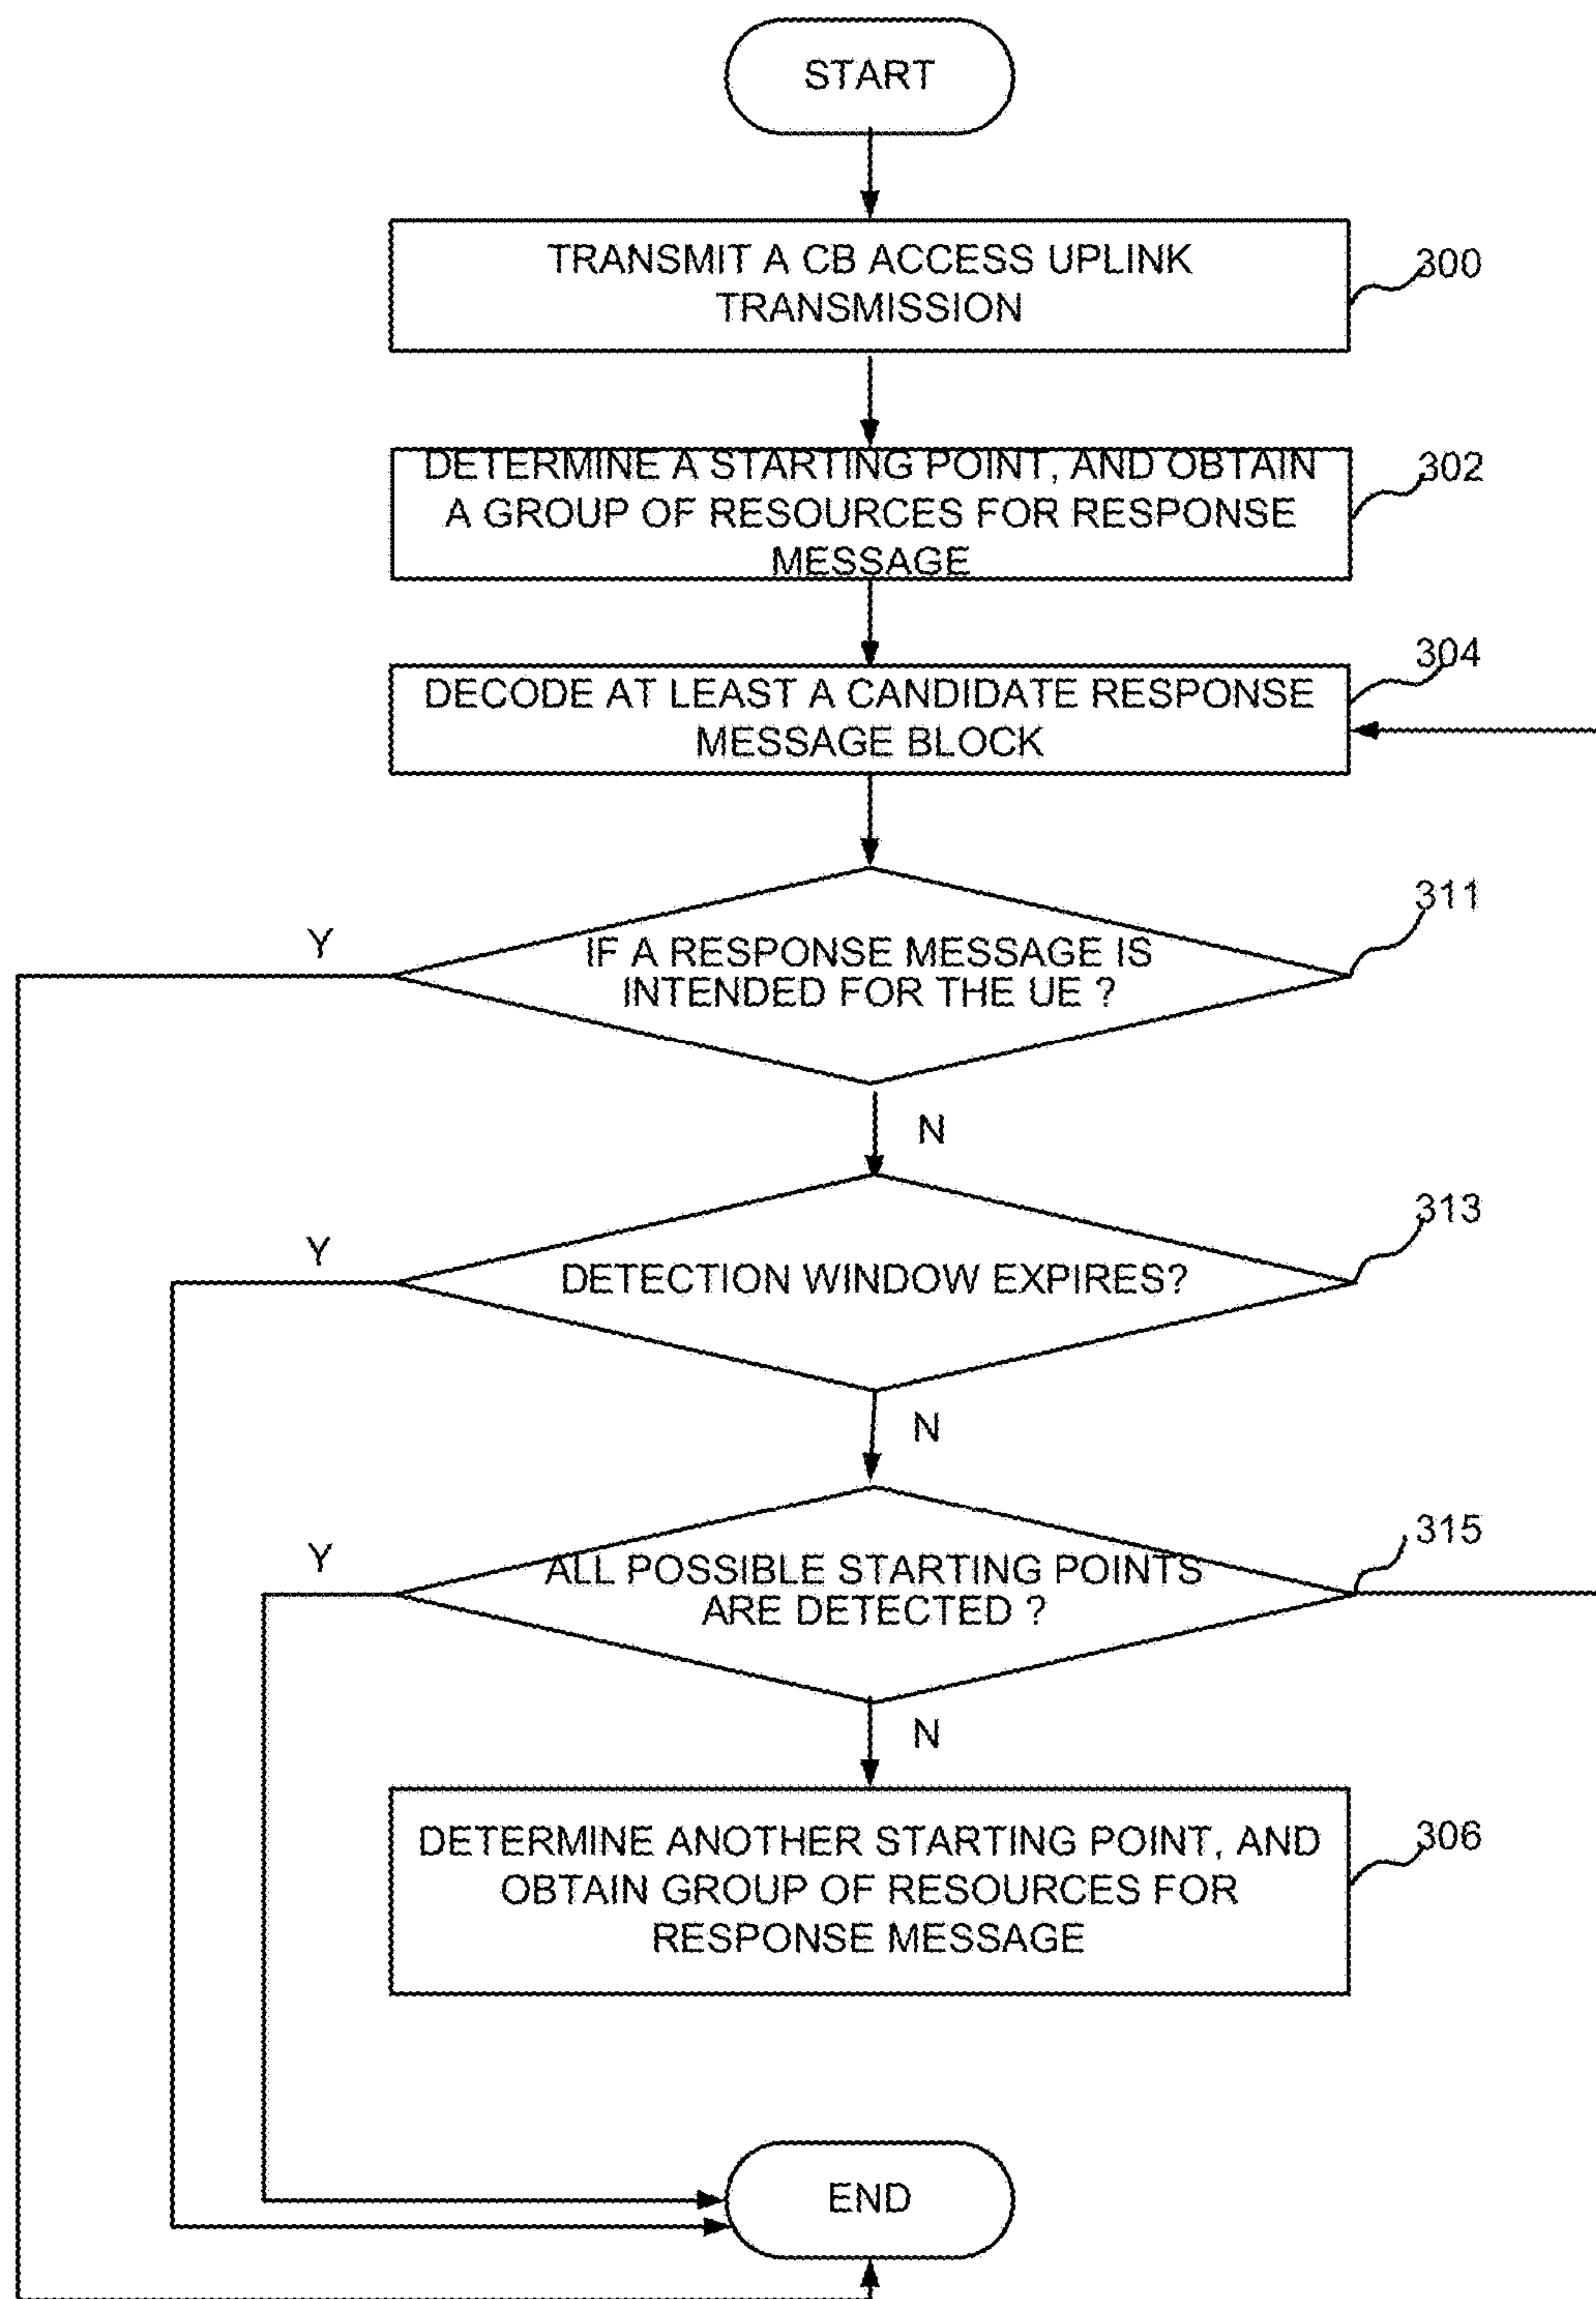 START
TRANSMIT A CB ACCESS UPLINK
TRANSMISSION
300
DETERMINE A STARTING POINT, AND OBTAIN
A GROUP OF RESOURCES FOR RESPONSE
MESSAGE
302
DECODE AT LEAST A CANDIDATE RESPONSE
MESSAGE BLOCK
304
IF A RESPONSE MESSAGE IS
INTENDED FOR THE UE ?
311
Y
N
DETECTION WINDOW EXPIRES?
313
Y
N
ALL POSSIBLE STARTING POINTS
ARE DETECTED ?
315
Y
N
DETERMINE ANOTHER STARTING POINT, AND
OBTAIN GROUP OF RESOURCES FOR
RESPONSE MESSAGE
306
END